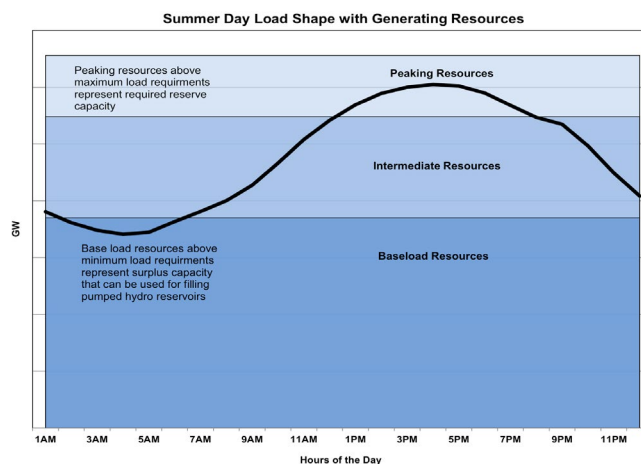 Summer Day Load Shape with Generating Resources
Peaking resources above
maximum load requirments
represent required reserve
capacity
Peaking Resources
Intermediate Resources
GW
Base load resources above
minimum load requirments
represent surplus capacity
that can be used for filling
pumped hydro reservoirs
Baseload Resources
1AM 3AM 5AM 7AM 9AM 11AM 1PM 3PM 5PM 7PM 9PM 11PM
Hours of the Day